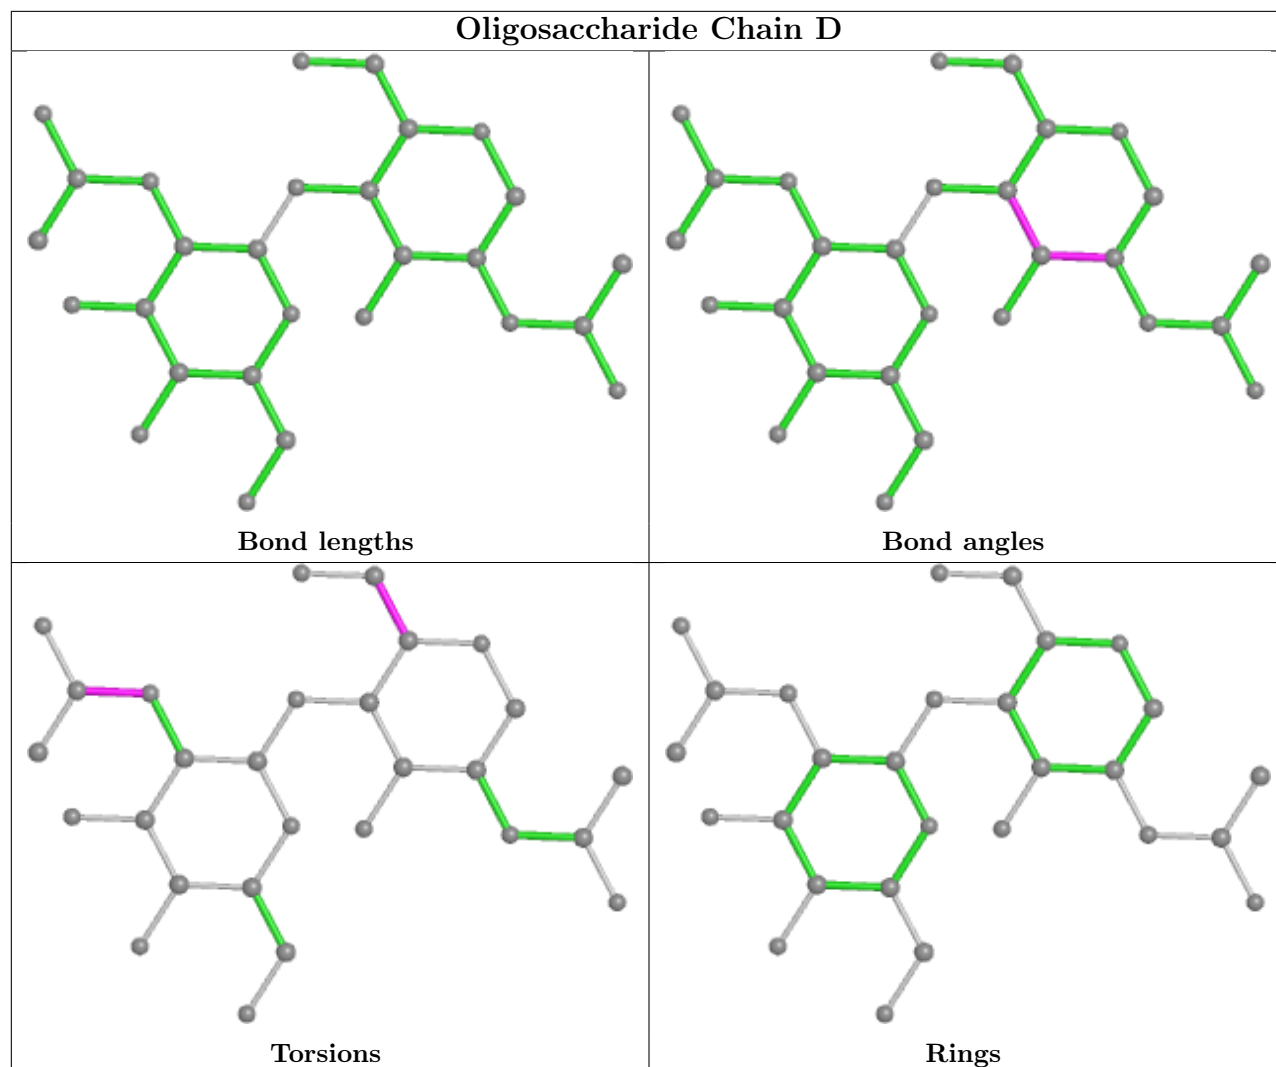 Oligosaccharide Chain D
Bond lengths
Bond angles
Torsions
Rings